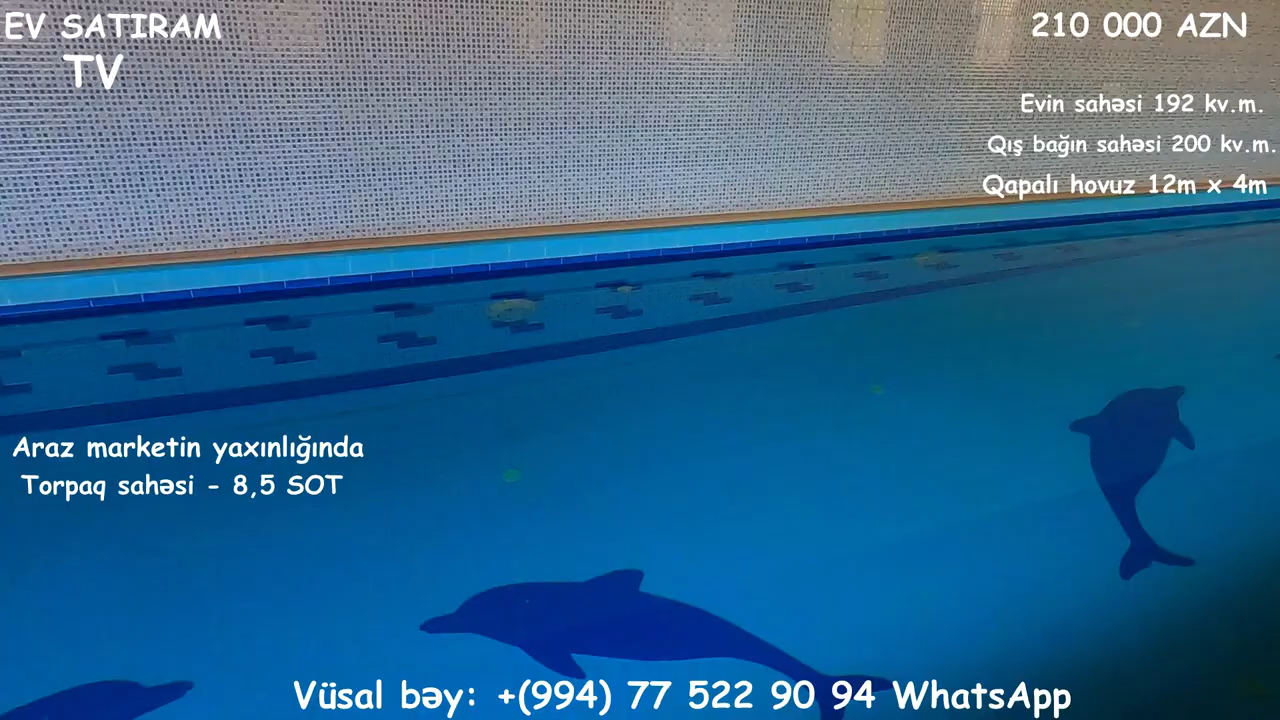 EV SATIRAM
TV
210 000 AZN
Evin sahəsi 192 kv.m.
Qış bağın sahəsi 200 kv.m.
Qapalı hovuz 12m x 4m
Araz marketin yaxınlığında
Torpaq sahəsi - 8,5 SOT
Vüsal bəy: +(994) 77 522 90 94 WhatsApp